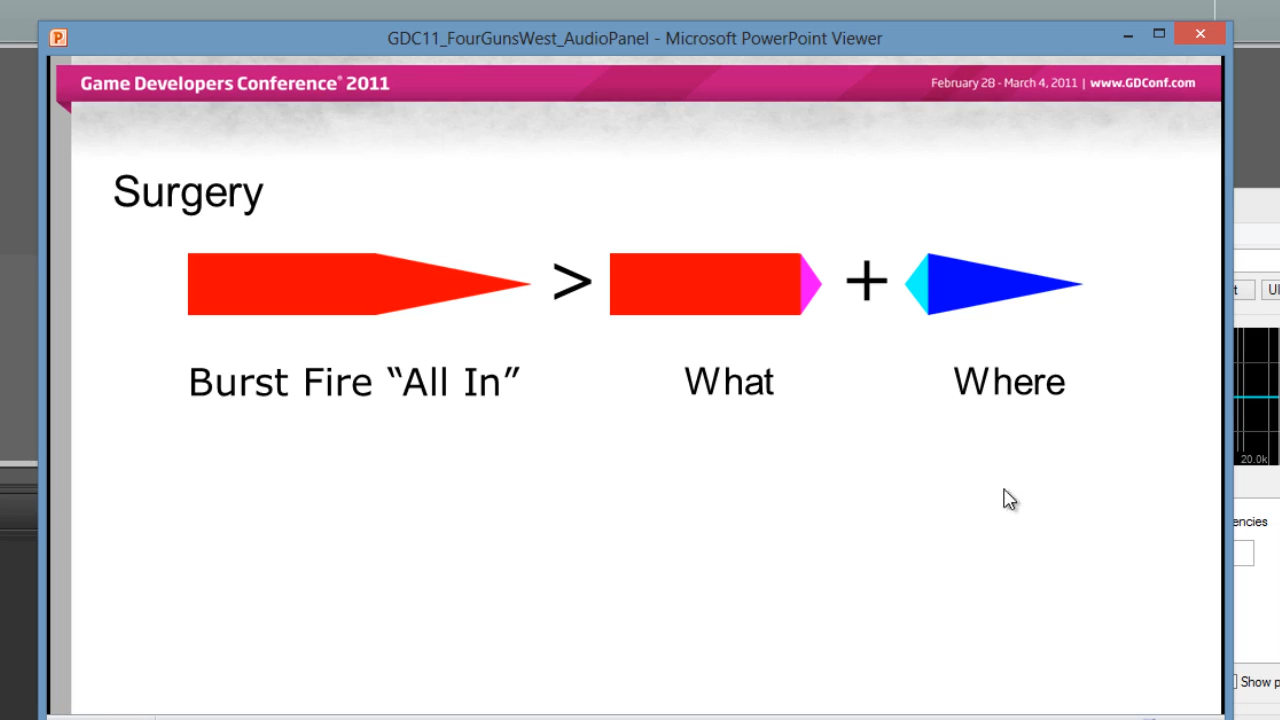 GDC11_FourGunsWest_AudioPanel - Microsoft PowerPoint Viewer
Game Developers Conference® 2011
February 28 - March 4, 2011 | www.GDConf.com
Surgery
> +
Burst Fire “All In” What Where
20.0k
encies
Show p